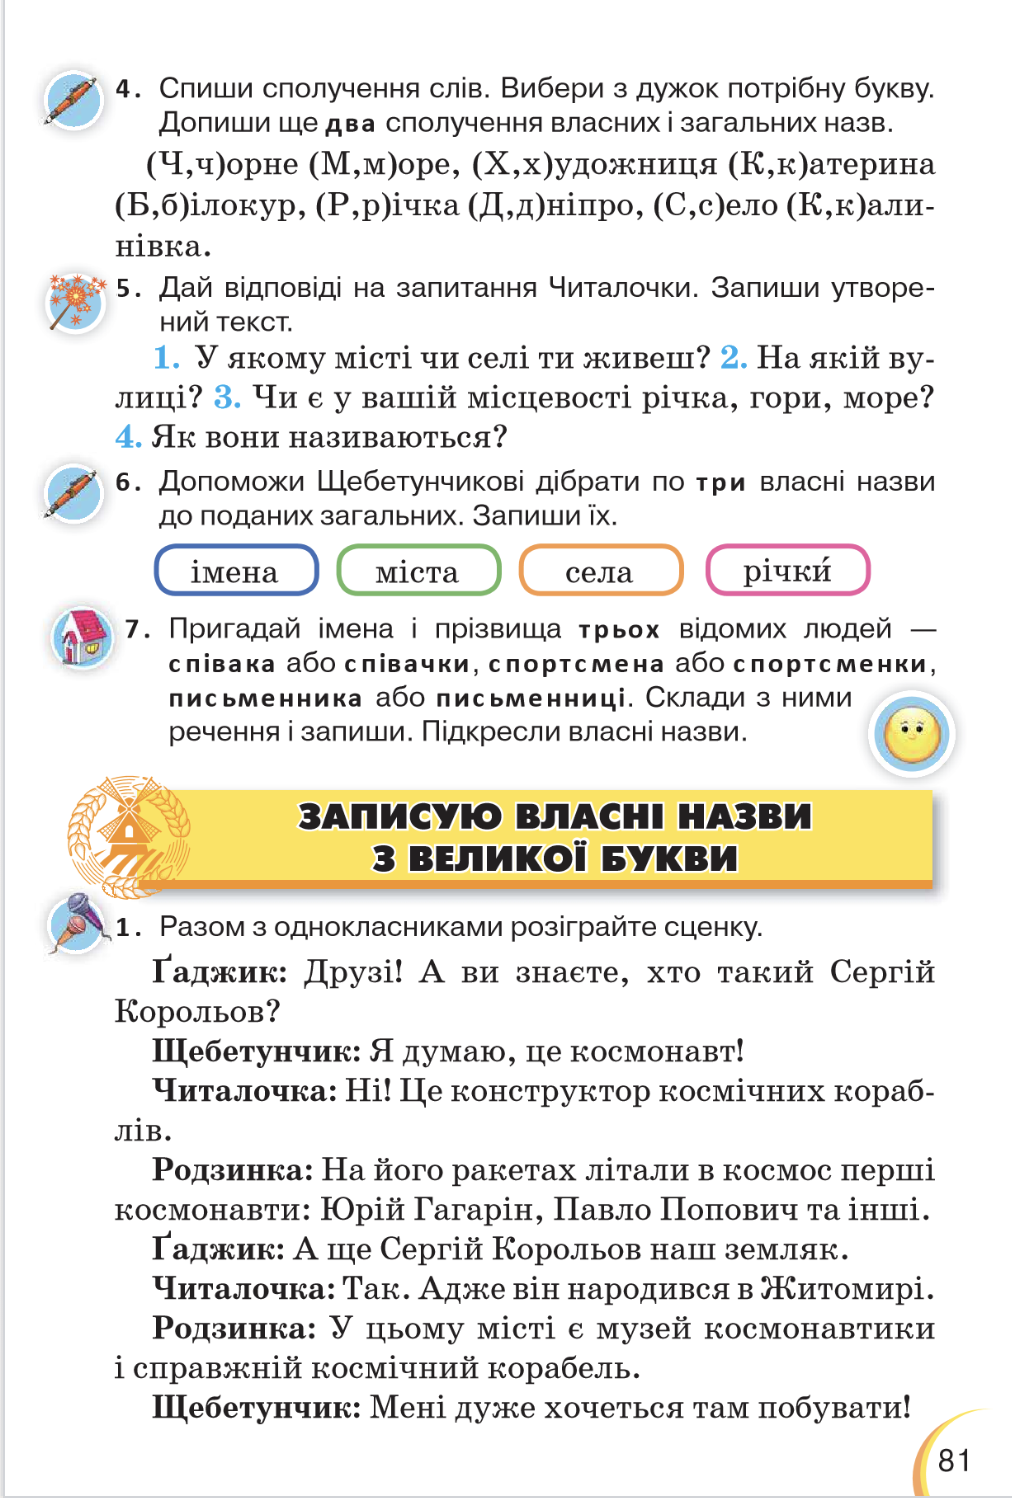 4. Спиши сполучення слів. Вибери з дужок потрібну букву.
Допиши ще два сполучення власних і загальних назв.
(Ч,ч)орне (М,м)оре, (Х,х)удожниця (К,к)атерина
(Б,б)ілокур, (Р,р)ічка (Д,д)ніпро, (С,с)ело (К,к)али-
нівка.
5. Дай відповіді на запитання Читалочки. Запиши утворе-
ний текст.
1. У якому місті чи селі ти живеш? 2. На якій ву-
лиці? 3. Чи є у вашій місцевості річка, гори, море?
4. Як вони називаються?
6. Допоможи Щебетунчикові дібрати по три власні назви
до поданих загальних. Запиши їх.
імена міста села річки́
7. Пригадай імена і прізвища трьох відомих людей —
співака або співачки, спортсмена або спортсменки,
письменника або письменниці. Склади з ними
речення і запиши. Підкресли власні назви.
ЗАПИСУЮ ВЛАСНІ НАЗВИ
З ВЕЛИКОЇ БУКВИ
1. Разом з однокласниками розіграйте сценку.
Ґаджик: Друзі! А ви знаєте, хто такий Сергій
Корольов?
Щебетунчик: Я думаю, це космонавт!
Читалочка: Ні! Це конструктор космічних кораб-
лів.
Родзинка: На його ракетах літали в космос перші
космонавти: Юрій Гагарін, Павло Попович та інші.
Ґаджик: А ще Сергій Корольов наш земляк.
Читалочка: Так. Адже він народився в Житомирі.
Родзинка: У цьому місті є музей космонавтики
і справжній космічний корабель.
Щебетунчик: Мені дуже хочеться там побувати!
81